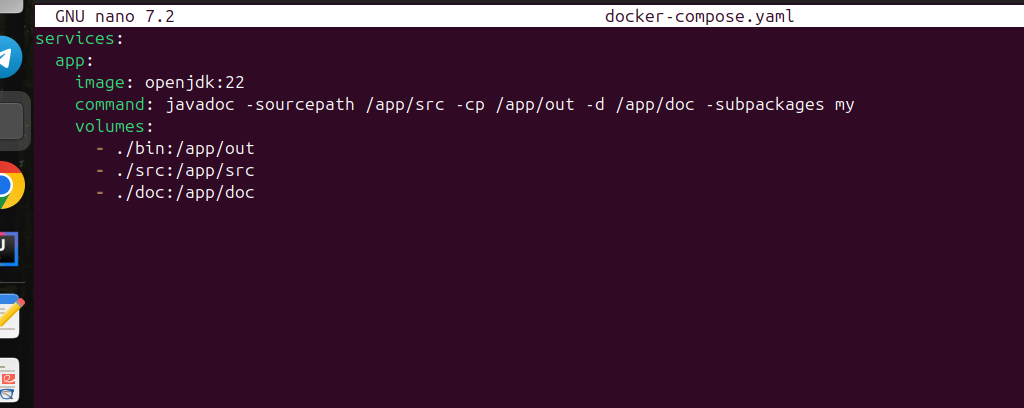 GNU nano 7.2 docker-compose.yaml
services:
  app:
    image: openjdk:22
    command: javadoc -sourcepath /app/src -cp /app/out -d /app/doc -subpackages my
    volumes:
      - ./bin:/app/out
      - ./src:/app/src
      - ./doc:/app/doc